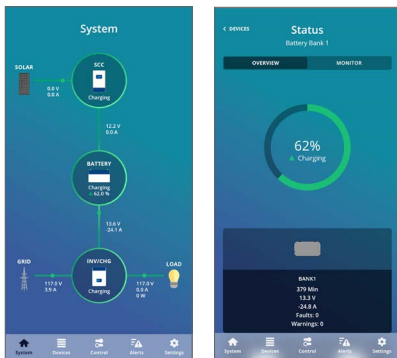 System
SOLAR
SCC
Charging
0.0 V
0.0 A
12.2 V
0.0 A
BATTERY
Charging
▲ 62.0 %
13.6 V
-24.1 A
GRID
INV/CHG
LOAD
Charging
117.0 V
3.9 A
117.0 V
0.0 A
0 W
System
Devices
Control
Alerts
Settings
< DEVICES
Status
Battery Bank 1
OVERVIEW
MONITOR
62%
▲ Charging
BANK1
379 Min
13.3 V
-24.8 A
Faults: 0
Warnings: 0
System
Devices
Control
Alerts
Settings